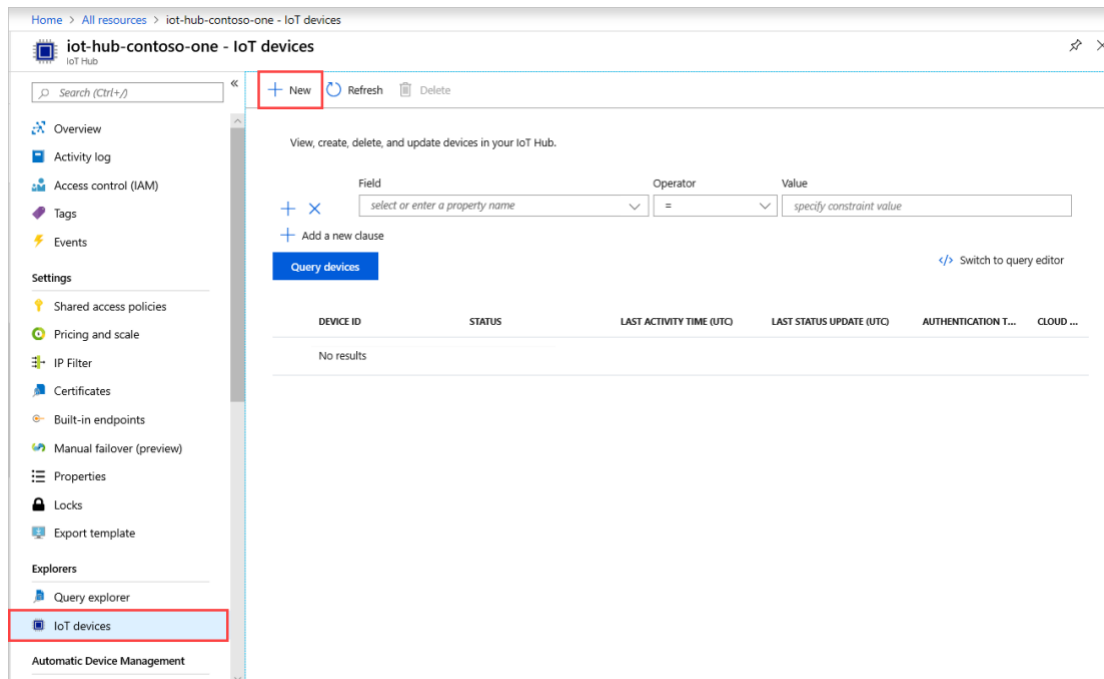 Home > All resources > iot-hub-contoso-one - IoT devices
iot-hub-contoso-one - IoT devices
IoT Hub
Search (Ctrl+/)
Overview
Activity log
Access control (IAM)
Tags
Events
Settings
Shared access policies
Pricing and scale
IP Filter
Certificates
Built-in endpoints
Manual failover (preview)
Properties
Locks
Export template
Explorers
Query explorer
IoT devices
Automatic Device Management
New Refresh Delete
View, create, delete, and update devices in your IoT Hub.
Field Operator Value
select or enter a property name = specify constraint value
Add a new clause
Query devices
</> Switch to query editor
DEVICE ID STATUS LAST ACTIVITY TIME (UTC) LAST STATUS UPDATE (UTC) AUTHENTICATION T... CLOUD ...
No results